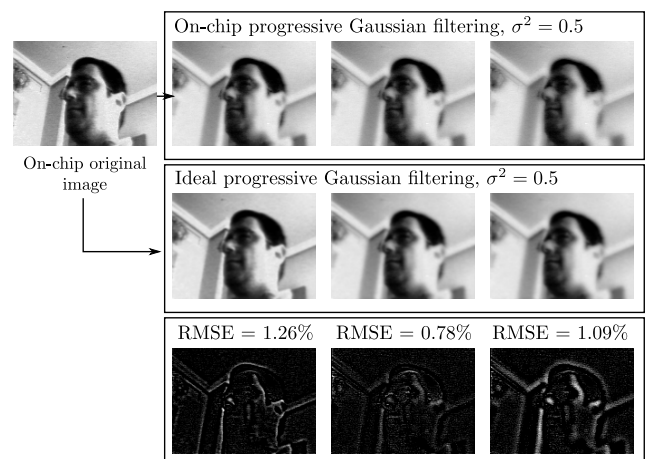 On-chip progressive Gaussian filtering, σ² = 0.5
On-chip original
image
Ideal progressive Gaussian filtering, σ² = 0.5
RMSE = 1.26%
RMSE = 0.78%
RMSE = 1.09%